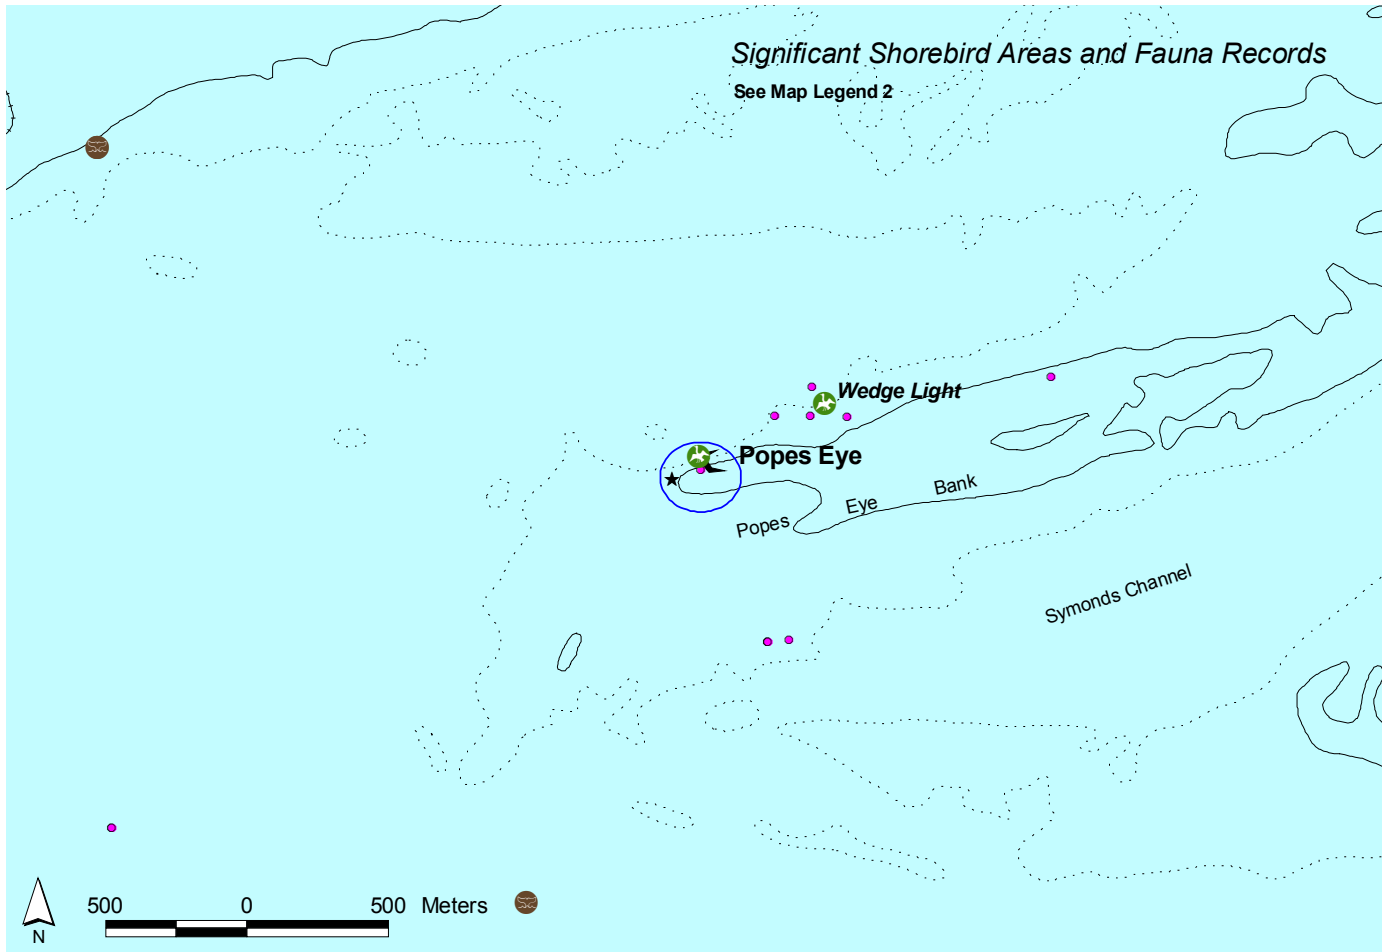 Significant Shorebird Areas and Fauna Records
See Map Legend 2
Wedge Light
Popes Eye
Popes Eye Bank
Symonds Channel
500 0 500 Meters
N